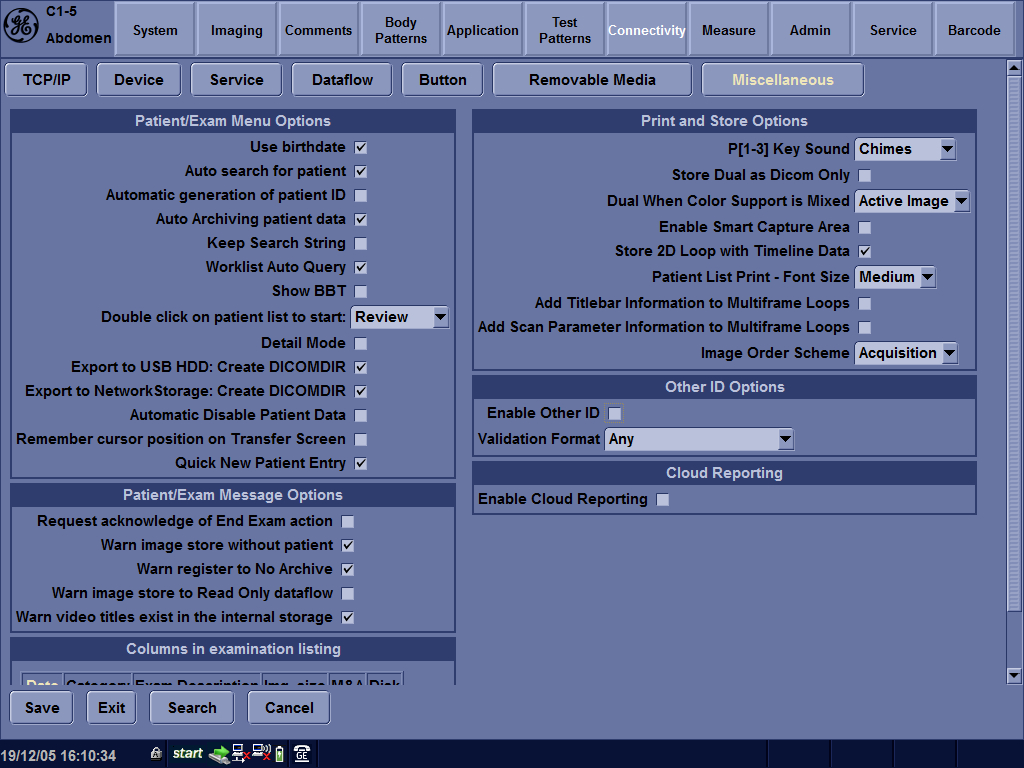 C1-5
Abdomen
System
Imaging
Comments
Body
Patterns
Application
Test
Patterns
Connectivity
Measure
Admin
Service
Barcode
TCP/IP
Device
Service
Dataflow
Button
Removable Media
Miscellaneous
Patient/Exam Menu Options
Use birthdate
Auto search for patient
Automatic generation of patient ID
Auto Archiving patient data
Keep Search String
Worklist Auto Query
Show BBT
Double click on patient list to start: Review
Detail Mode
Export to USB HDD: Create DICOMDIR
Export to NetworkStorage: Create DICOMDIR
Automatic Disable Patient Data
Remember cursor position on Transfer Screen
Quick New Patient Entry
Patient/Exam Message Options
Request acknowledge of End Exam action
Warn image store without patient
Warn register to No Archive
Warn image store to Read Only dataflow
Warn video titles exist in the internal storage
Columns in examination listing
Date Category Exam Description Img. size M&A Disk
Print and Store Options
P[1-3] Key Sound Chimes
Store Dual as Dicom Only
Dual When Color Support is Mixed Active Image
Enable Smart Capture Area
Store 2D Loop with Timeline Data
Patient List Print - Font Size Medium
Add Titlebar Information to Multiframe Loops
Add Scan Parameter Information to Multiframe Loops
Image Order Scheme Acquisition
Other ID Options
Enable Other ID
Validation Format Any
Cloud Reporting
Enable Cloud Reporting
Save
Exit
Search
Cancel
19/12/05 16:10:34
start
GE